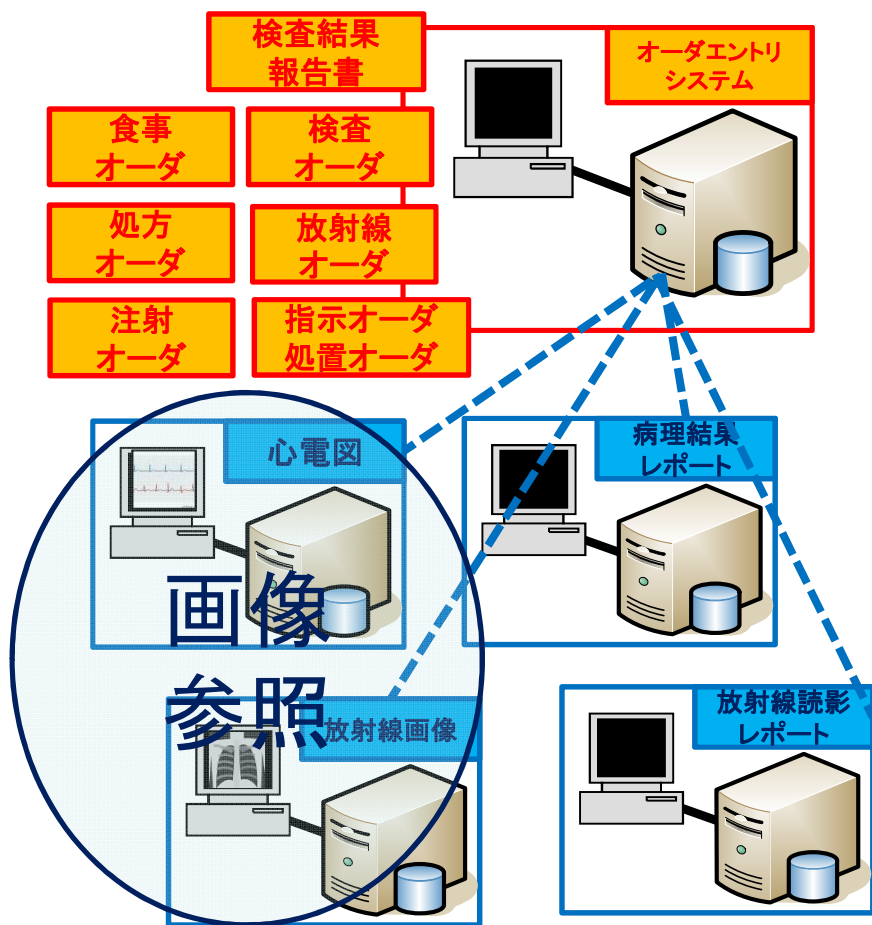 検査結果
報告書
オーダエントリ
システム
食事
オーダ
検査
オーダ
処方
オーダ
放射線
オーダ
注射
オーダ
指示オーダ
処置オーダ
心電図
病理結果
レポート
画像
参照
放射線画像
放射線読影
レポート